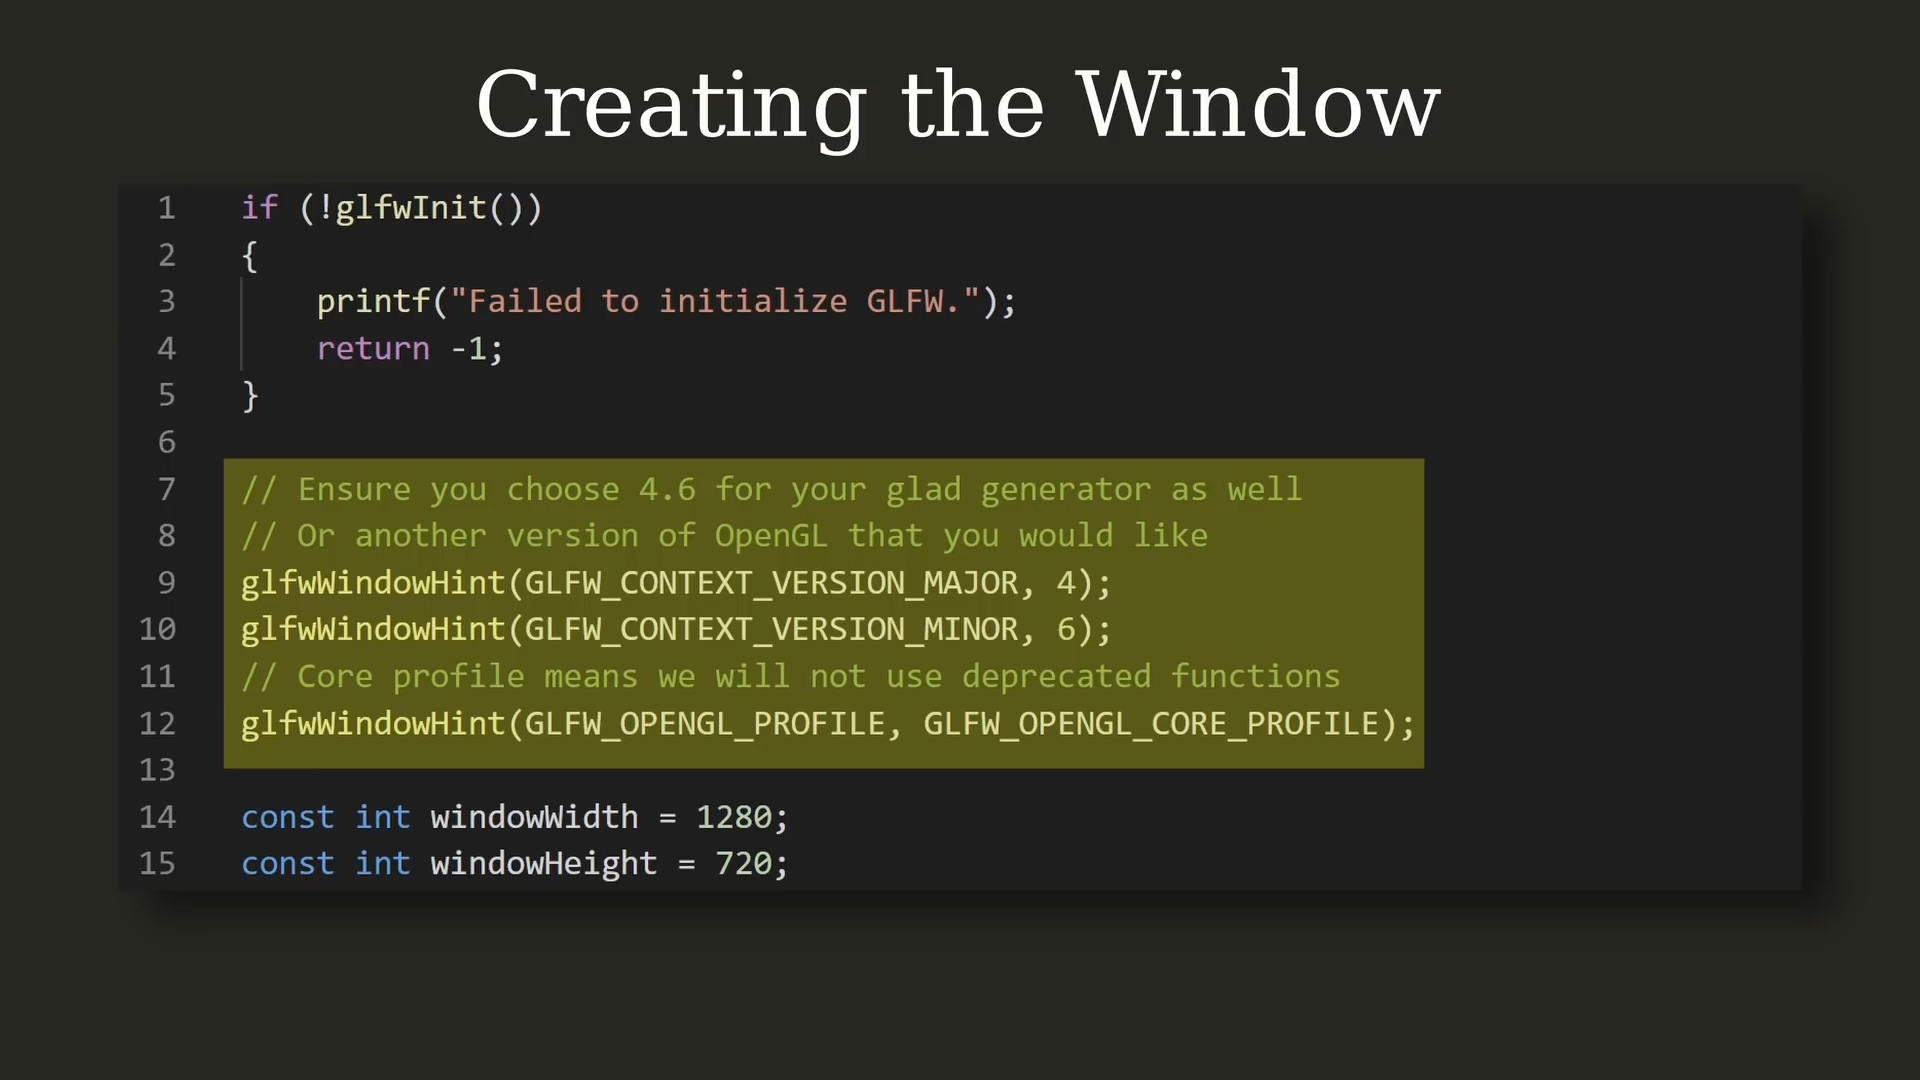 Creating the Window
1 if (!glfwInit())
2 {
3 printf("Failed to initialize GLFW.");
4 return -1;
5 }
6
7 // Ensure you choose 4.6 for your glad generator as well
8 // Or another version of OpenGL that you would like
9 glfwWindowHint(GLFW_CONTEXT_VERSION_MAJOR, 4);
10 glfwWindowHint(GLFW_CONTEXT_VERSION_MINOR, 6);
11 // Core profile means we will not use deprecated functions
12 glfwWindowHint(GLFW_OPENGL_PROFILE, GLFW_OPENGL_CORE_PROFILE);
13
14 const int windowWidth = 1280;
15 const int windowHeight = 720;